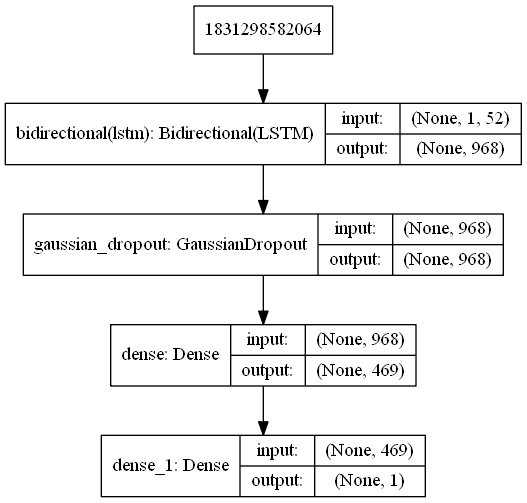 1831298582064
bidirectional(lstm): Bidirectional(LSTM)
input: (None, 1, 52)
output: (None, 968)
gaussian_dropout: GaussianDropout
input: (None, 968)
output: (None, 968)
dense: Dense
input: (None, 968)
output: (None, 469)
dense_1: Dense
input: (None, 469)
output: (None, 1)